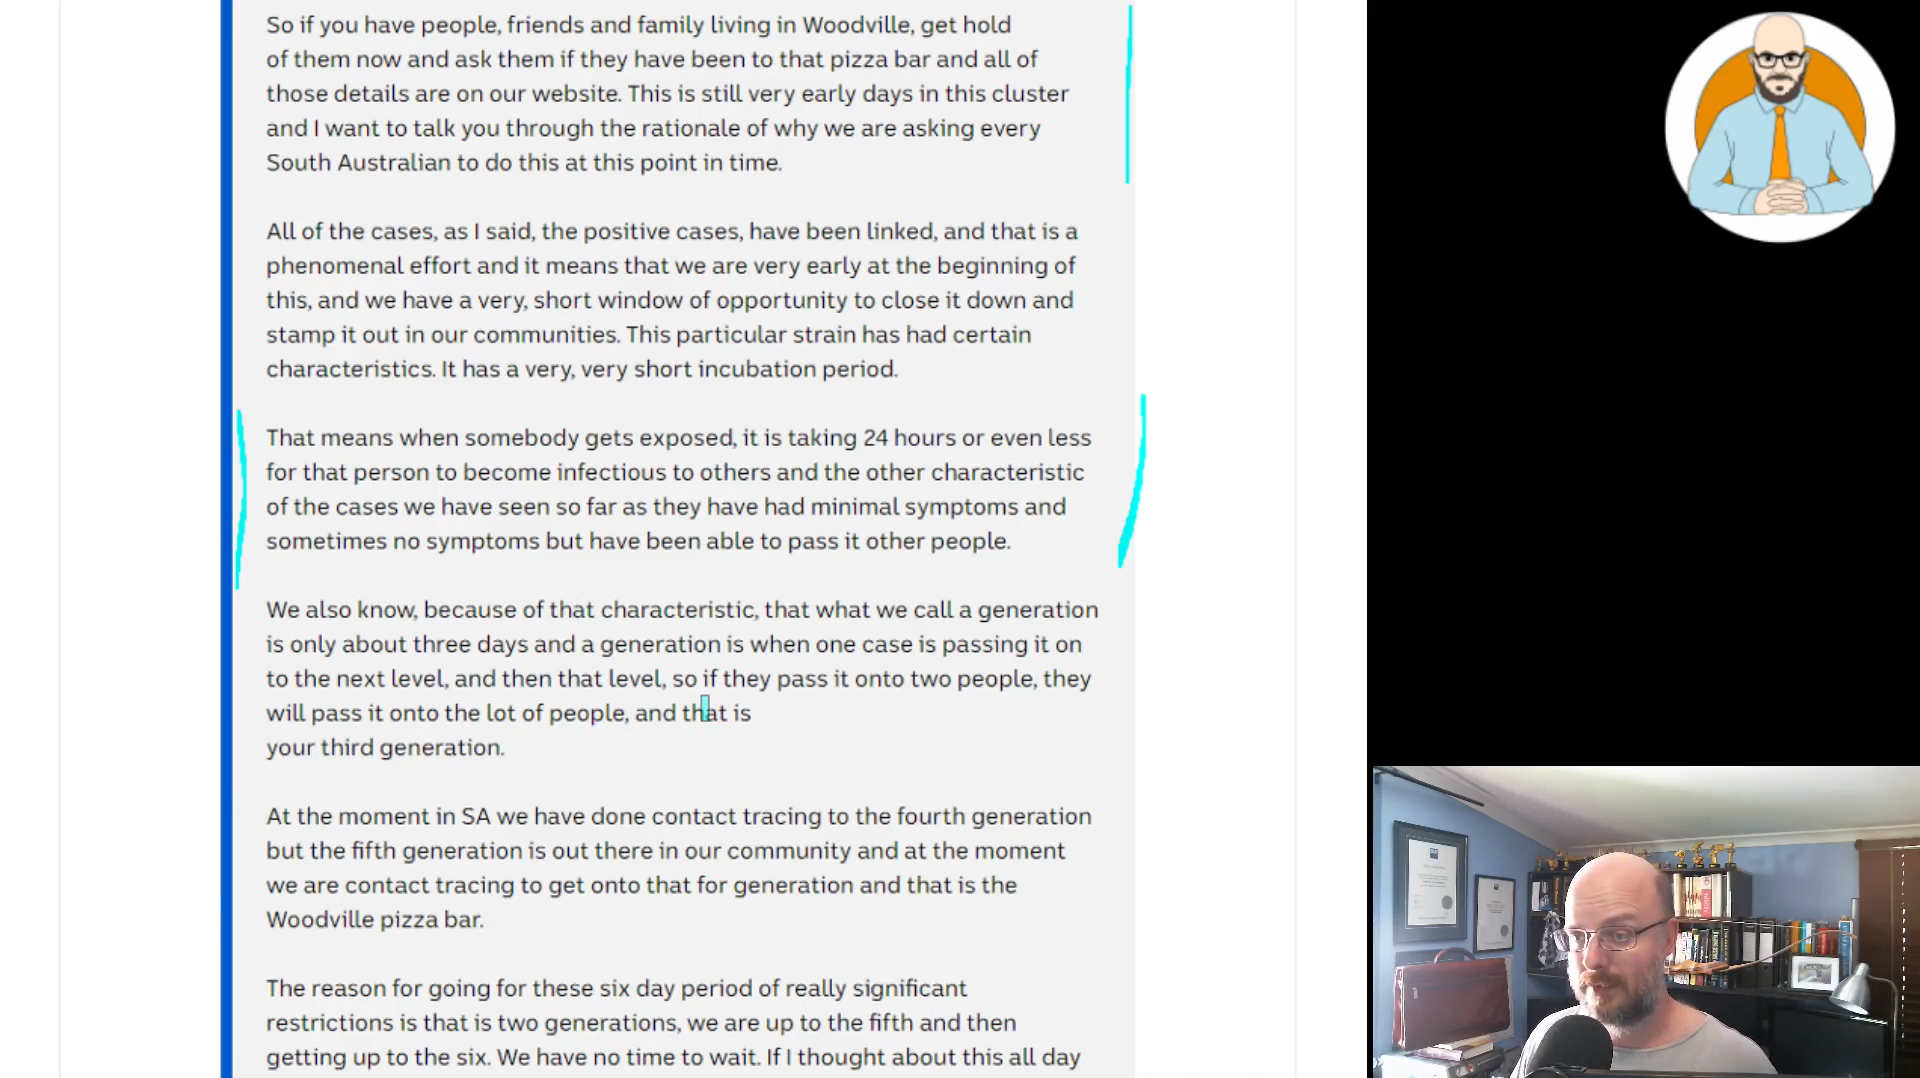 So if you have people, friends and family living in Woodville, get hold
of them now and ask them if they have been to that pizza bar and all of
those details are on our website. This is still very early days in this cluster
and I want to talk you through the rationale of why we are asking every
South Australian to do this at this point in time.
All of the cases, as I said, the positive cases, have been linked, and that is a
phenomenal effort and it means that we are very early at the beginning of
this, and we have a very, short window of opportunity to close it down and
stamp it out in our communities. This particular strain has had certain
characteristics. It has a very, very short incubation period.
That means when somebody gets exposed, it is taking 24 hours or even less
for that person to become infectious to others and the other characteristic
of the cases we have seen so far as they have had minimal symptoms and
sometimes no symptoms but have been able to pass it other people.
We also know, because of that characteristic, that what we call a generation
is only about three days and a generation is when one case is passing it on
to the next level, and then that level, so if they pass it onto two people, they
will pass it onto the lot of people, and that is
your third generation.
At the moment in SA we have done contact tracing to the fourth generation
but the fifth generation is out there in our community and at the moment
we are contact tracing to get onto that for generation and that is the
Woodville pizza bar.
The reason for going for these six day period of really significant
restrictions is that is two generations, we are up to the fifth and then
getting up to the six. We have no time to wait. If I thought about this all day